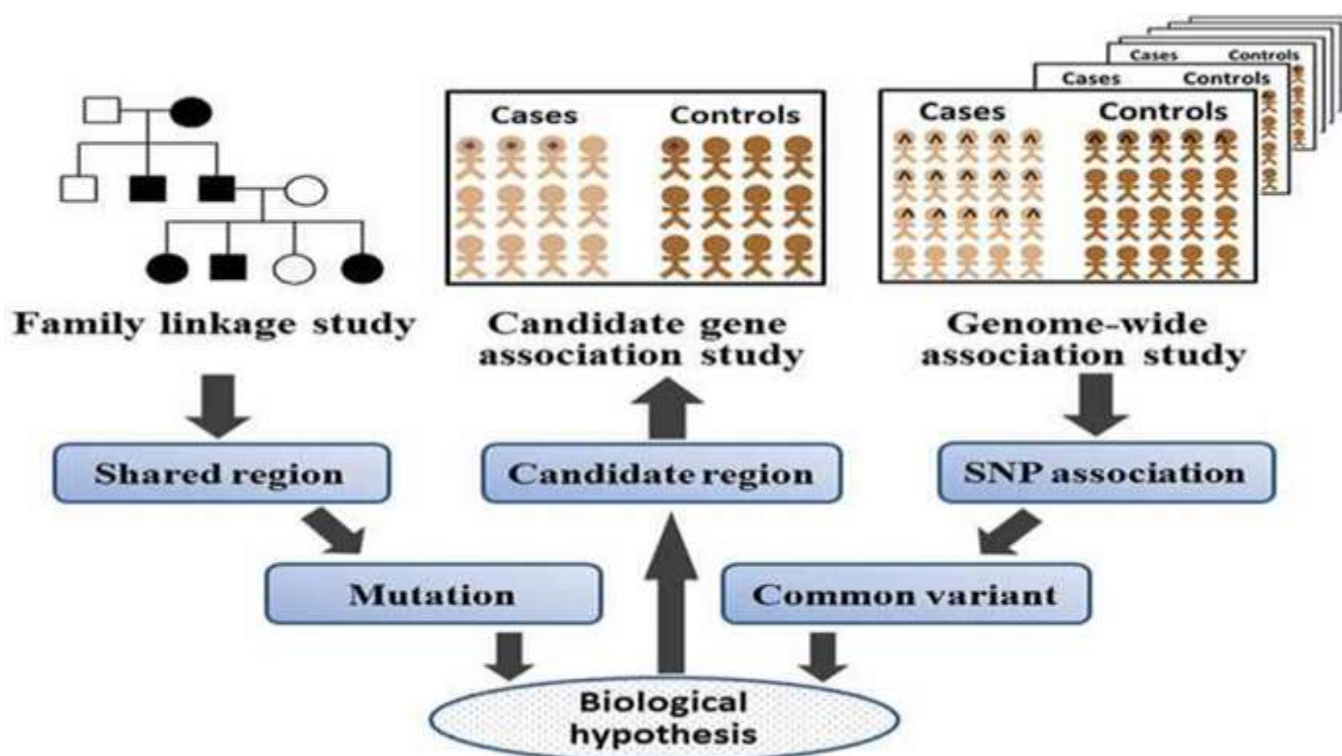 Cases Controls
Cases Controls
Cases Controls
Cases Controls
Family linkage study
Candidate gene
association study
Genome-wide
association study
Shared region
Candidate region
SNP association
Mutation
Common variant
Biological
hypothesis